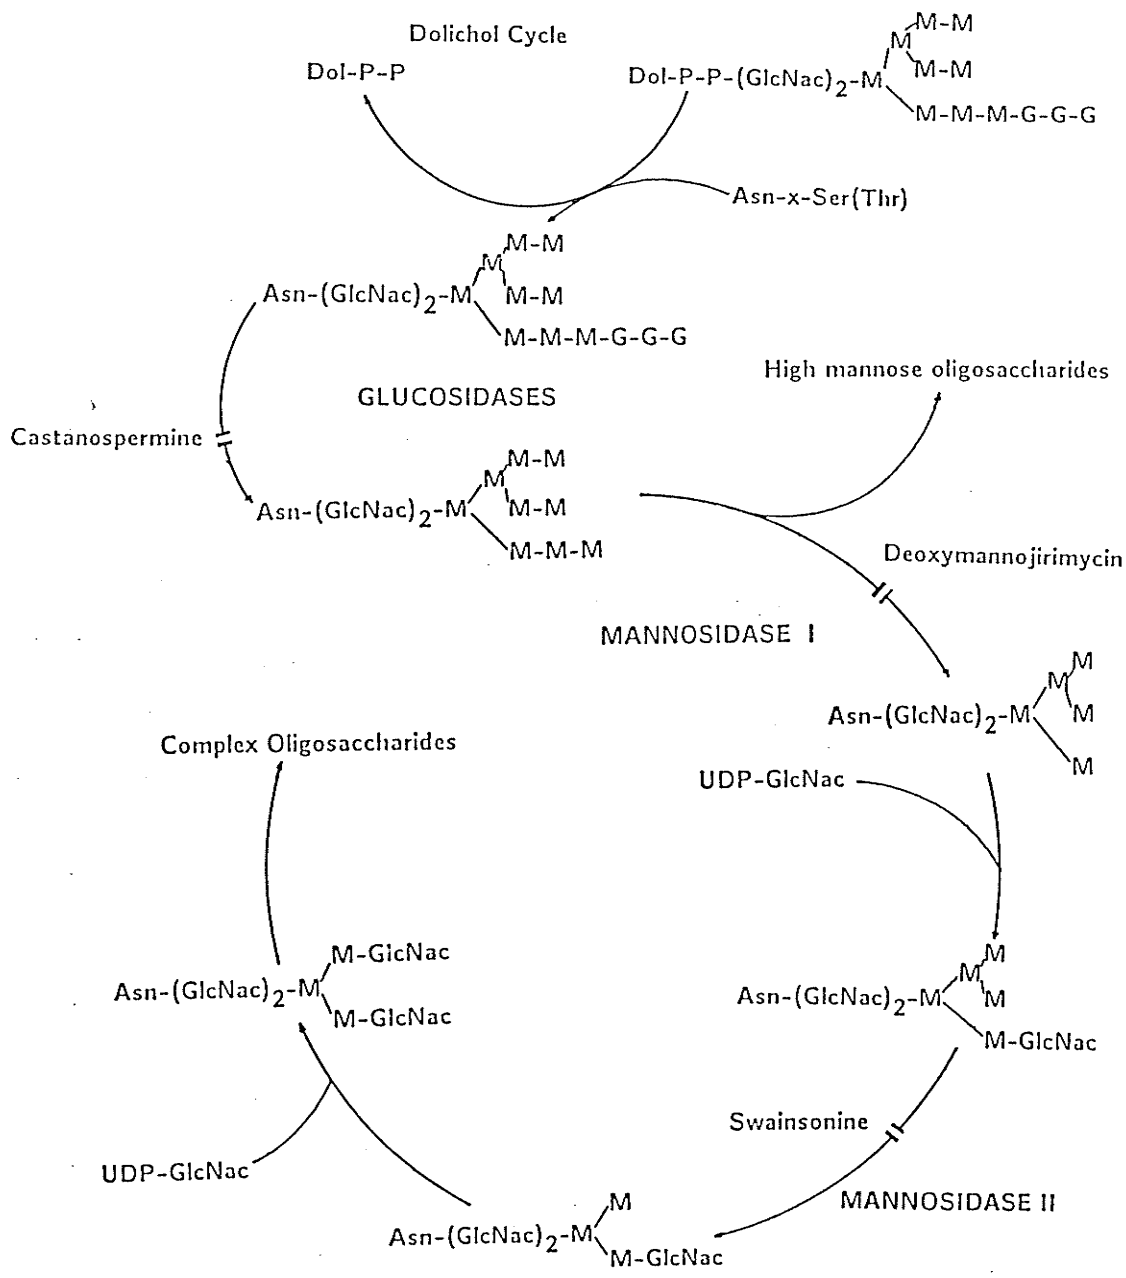 Dolichol Cycle
Dol-P-P
M-M
M
Dol-P-P-(GlcNac)2-M
M-M
M-M-M-G-G-G
Asn-x-Ser(Thr)
M-M
M
Asn-(GlcNac)2-M
M-M
M-M-M-G-G-G
High mannose oligosaccharides
GLUCOSIDASES
Castanospermine
M-M
M
Asn-(GlcNac)2-M
M-M
M-M-M
Deoxymannojirimycin
MANNOSIDASE I
M
M
Asn-(GlcNac)2-M
M
M
Complex Oligosaccharides
UDP-GlcNac
M
M
Asn-(GlcNac)2-M
M
M-GlcNac
M-GlcNac
Asn-(GlcNac)2-M
M-GlcNac
Swainsonine
UDP-GlcNac
MANNOSIDASE II
M
Asn-(GlcNac)2-M
M-GlcNac